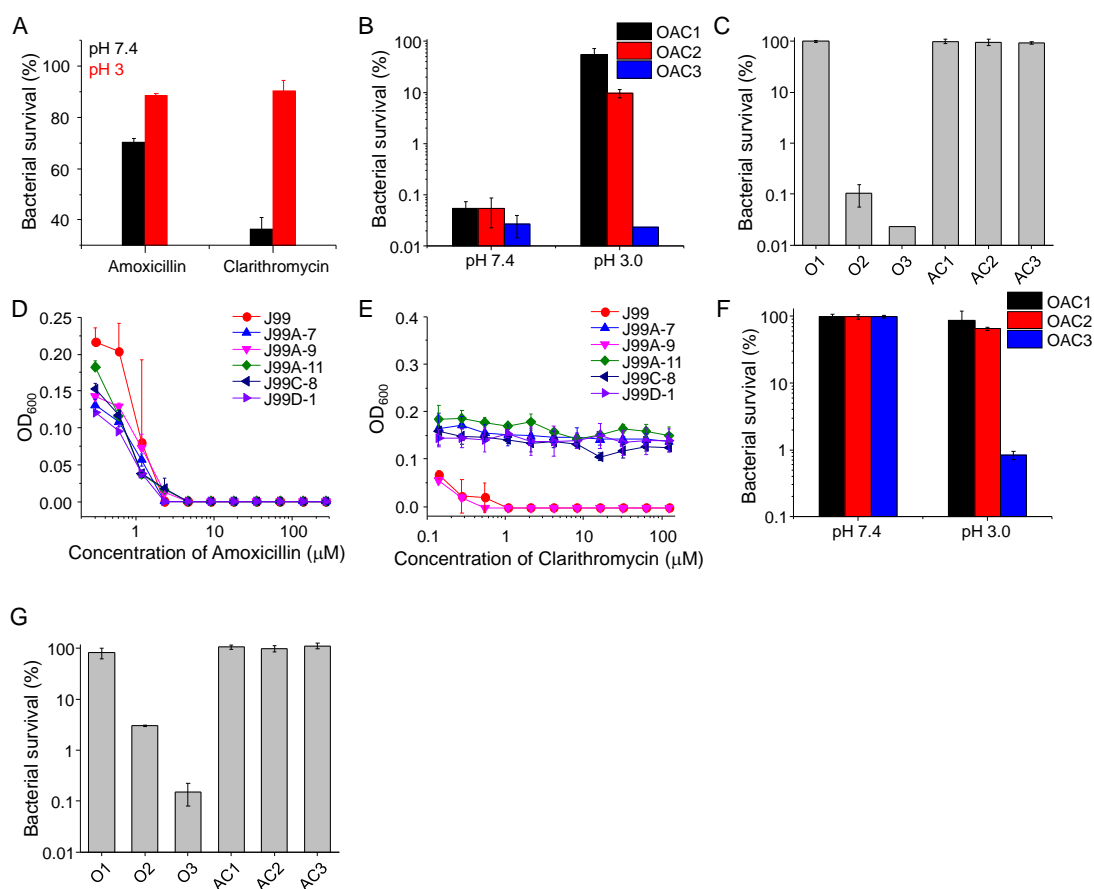 A
pH 7.4
pH 3
Bacterial survival (%)
100
80
60
40
Amoxicillin
Clarithromycin
B
OAC1
OAC2
OAC3
Bacterial survival (%)
100
10
1
0.1
0.01
pH 7.4
pH 3.0
C
Bacterial survival (%)
100
10
1
0.1
0.01
O1
O2
O3
AC1
AC2
AC3
D
J99
J99A-7
J99A-9
J99A-11
J99C-8
J99D-1
OD600
0.25
0.20
0.15
0.10
0.05
0.00
1
10
100
Concentration of Amoxicillin (μM)
E
J99
J99A-7
J99A-9
J99A-11
J99C-8
J99D-1
OD600
0.4
0.3
0.2
0.1
0.0
0.1
1
10
100
Concentration of Clarithromycin (μM)
F
OAC1
OAC2
OAC3
Bacterial survival (%)
100
10
1
0.1
pH 7.4
pH 3.0
G
Bacterial survival (%)
100
10
1
0.1
0.01
O1
O2
O3
AC1
AC2
AC3